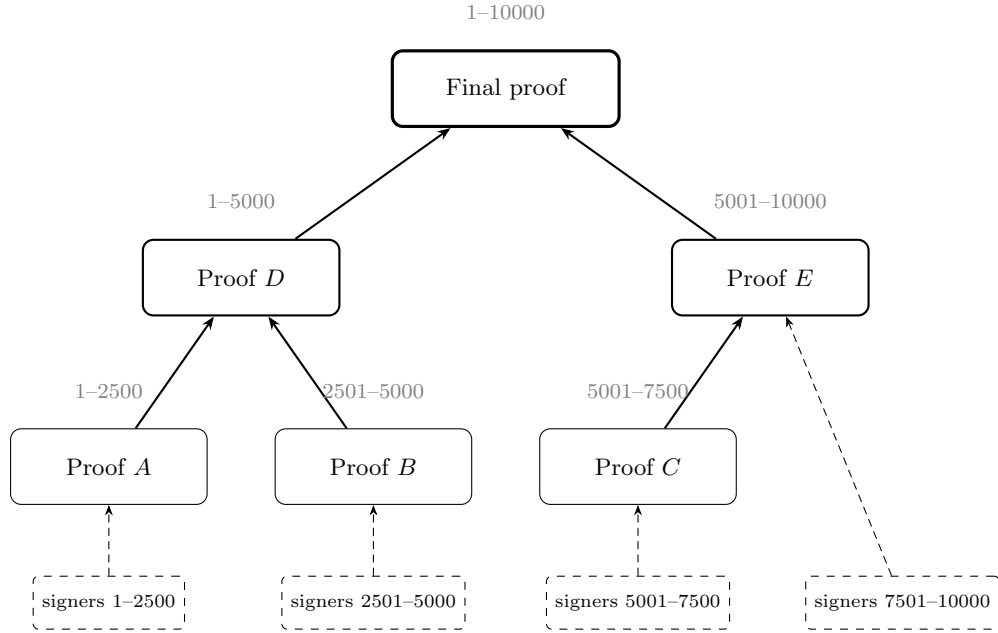 1–10000
Final proof
1–5000
5001–10000
Proof D
Proof E
1–2500
2501–5000
5001–7500
Proof A
Proof B
Proof C
signers 1–2500
signers 2501–5000
signers 5001–7500
signers 7501–10000